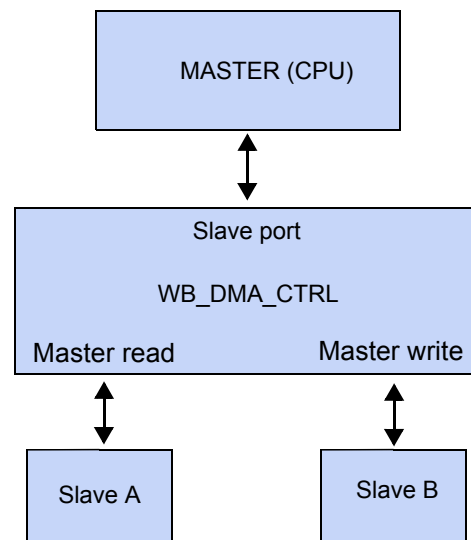 MASTER (CPU)
Slave port
WB_DMA_CTRL
Master read
Master write
Slave A
Slave B